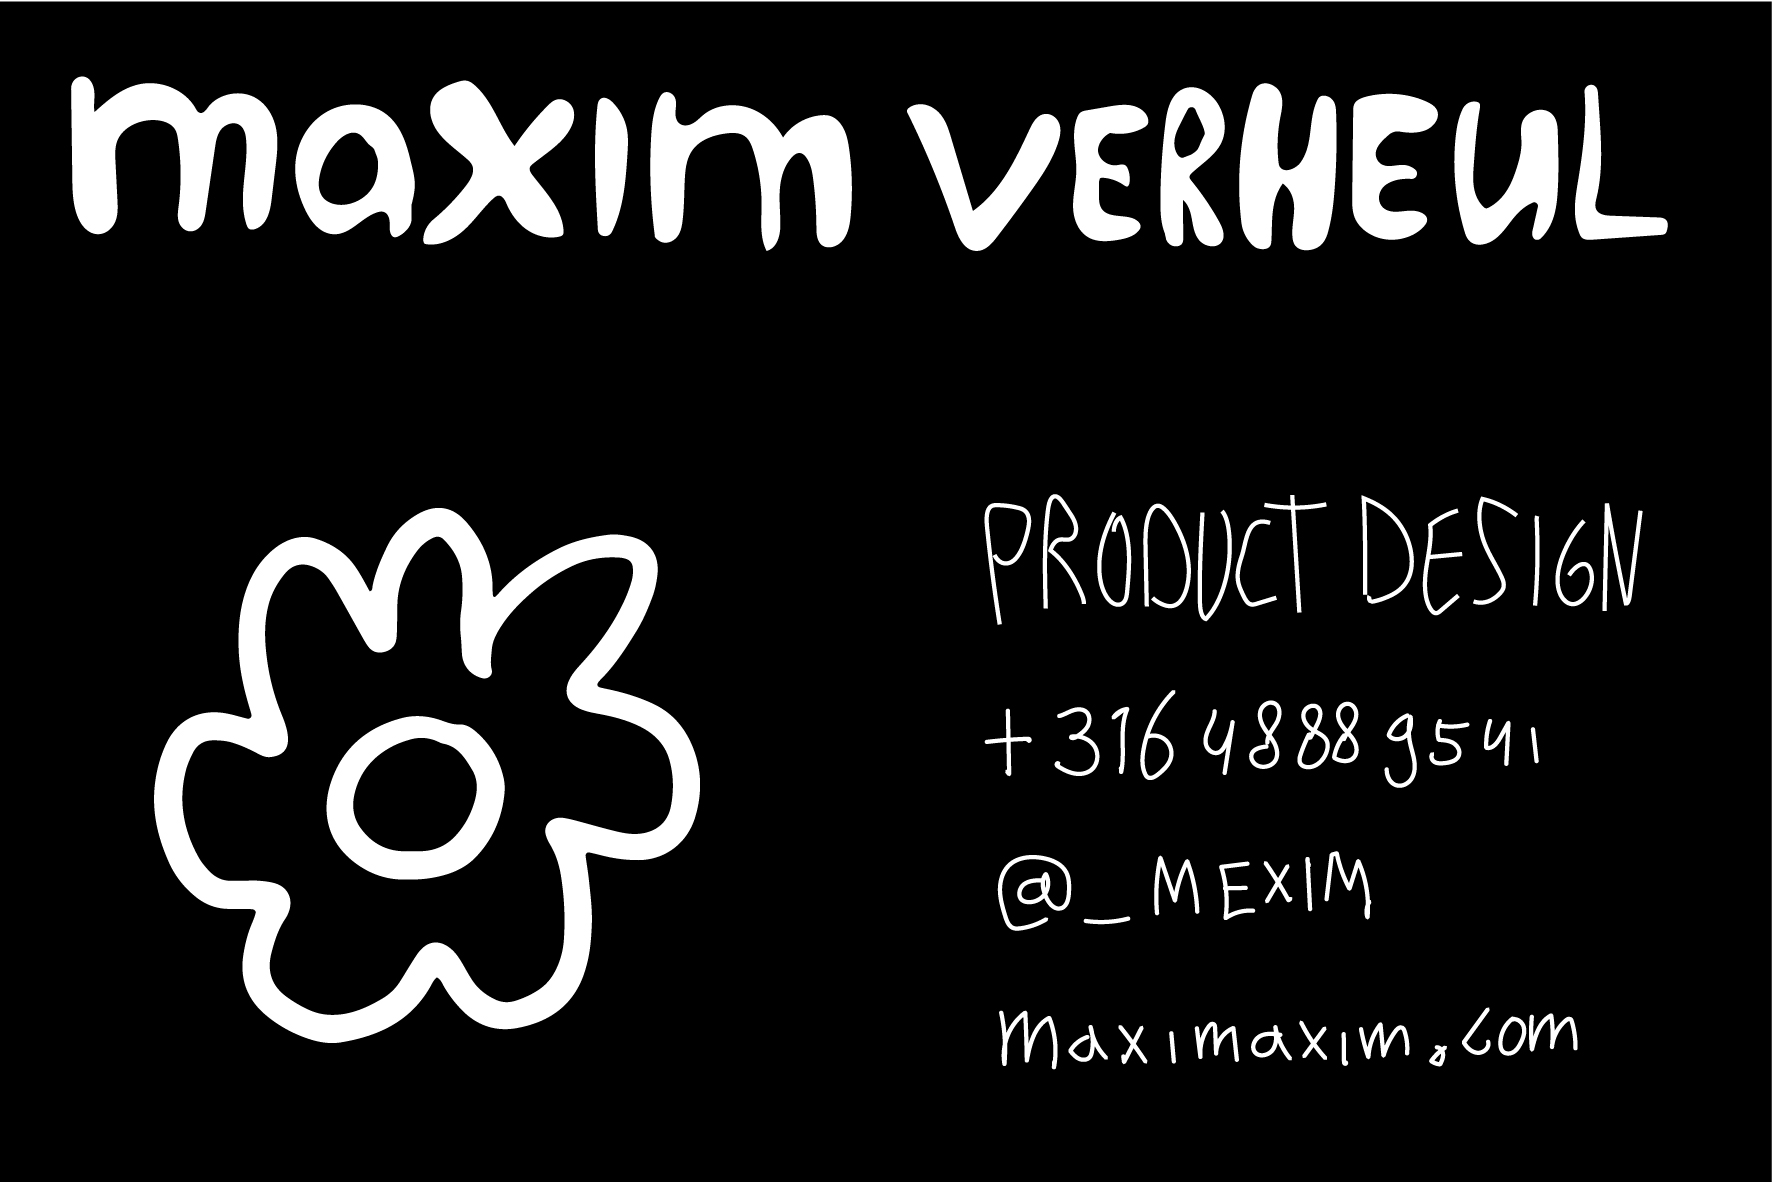 maxim VERHEUL
PRODUCT DESIGN
+316 4888 9541
@_MEXIM
maximaxim.com